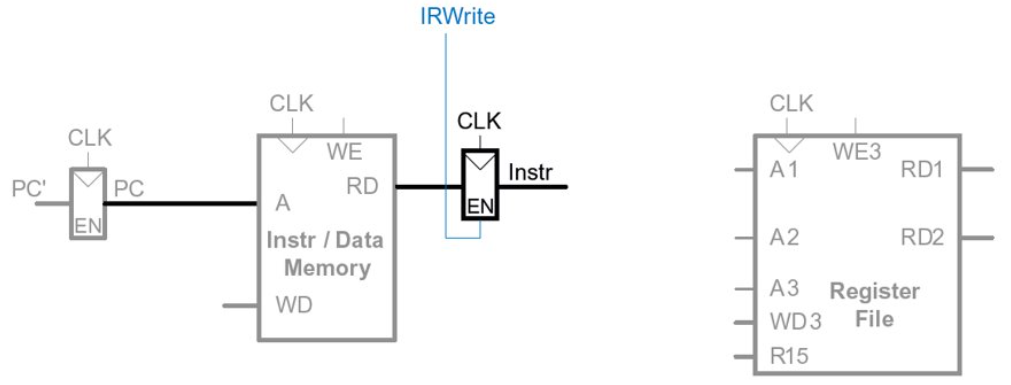 IRWrite
CLK
CLK
CLK
CLK
WE
WE3
PC'
PC
EN
A
RD
Instr / Data
Memory
WD
EN
Instr
A1
RD1
A2
RD2
A3
Register
File
WD3
R15